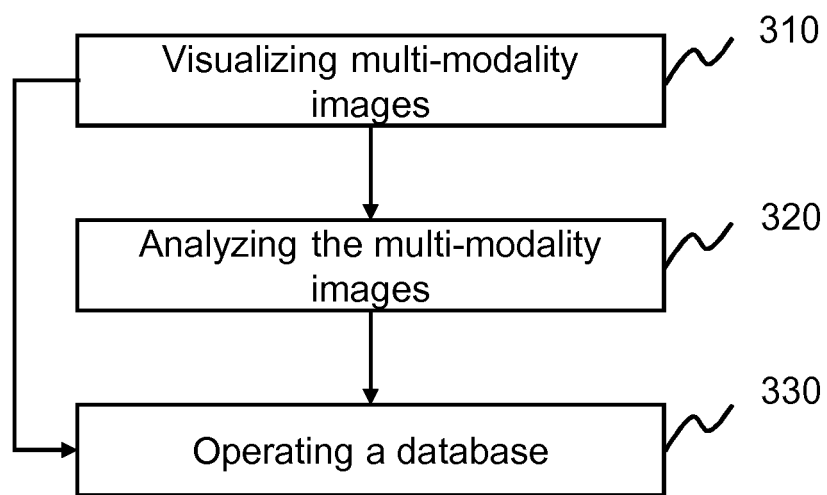 310
Visualizing multi-modality
images
320
Analyzing the multi-modality
images
330
Operating a database